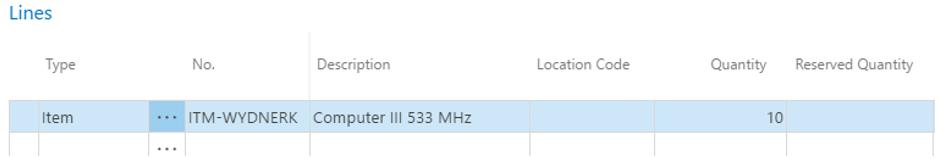 Lines
Type No. Description Location Code Quantity Reserved Quantity
Item ... ITM-WYDNERK Computer III 533 MHz 10
...